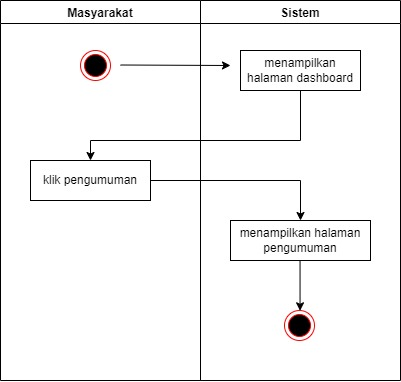 Masyarakat
Sistem
menampilkan
halaman dashboard
klik pengumuman
menampilkan halaman
pengumuman